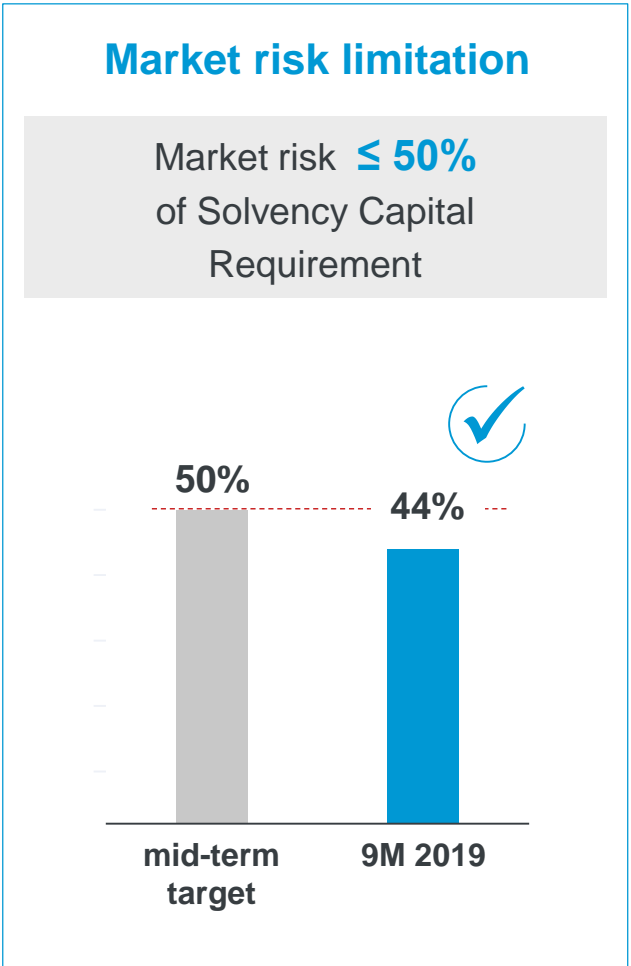 Market risk limitation
Market risk ≤ 50%
of Solvency Capital
Requirement
50%
44%
mid-term
target
9M 2019